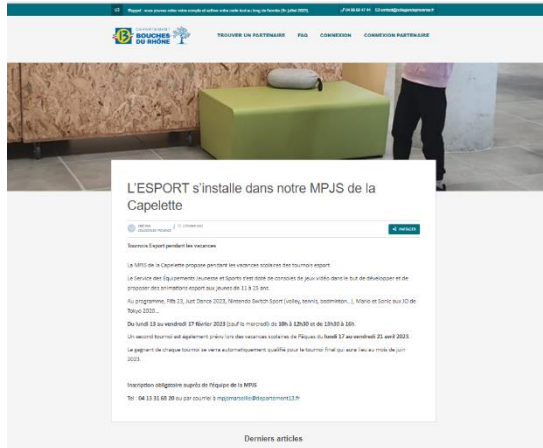 DÉPARTEMENT
BOUCHES
DU RHÔNE
TROUVER UN PARTENAIRE FAQ CONNEXION CONNEXION PARTENAIRE
L'ESPORT s'installe dans notre MPJS de la
Capelette
PARTAGER
Tournois Esport pendant les vacances
La MPJS de la Capelette propose pendant les vacances scolaires des tournois esport.
Le Service des Équipements Jeunesse et Sports s'est doté de consoles de jeux vidéo dans le but de développer et de
proposer des animations esport aux jeunes de 11 à 25 ans.
Au programme, Fifa 23, Just Dance 2023, Nintendo Switch Sport (volley, tennis, badminton…), Mario et Sonic aux JO de
Tokyo 2020…
Du lundi 13 au vendredi 17 février 2023 (sauf le mercredi) de 10h à 12h30 et de 13h30 à 16h.
Un second tournoi est également prévu lors des vacances scolaires de Pâques du lundi 17 au vendredi 21 avril 2023.
Le gagnant de chaque tournoi se verra automatiquement qualifié pour le tournoi final qui aura lieu au mois de juin
2023.
Inscription obligatoire auprès de l'équipe de la MPJS
Tel : 04 13 31 68 20 ou par courriel à mpjsmarseille@departement13.fr
Derniers articles